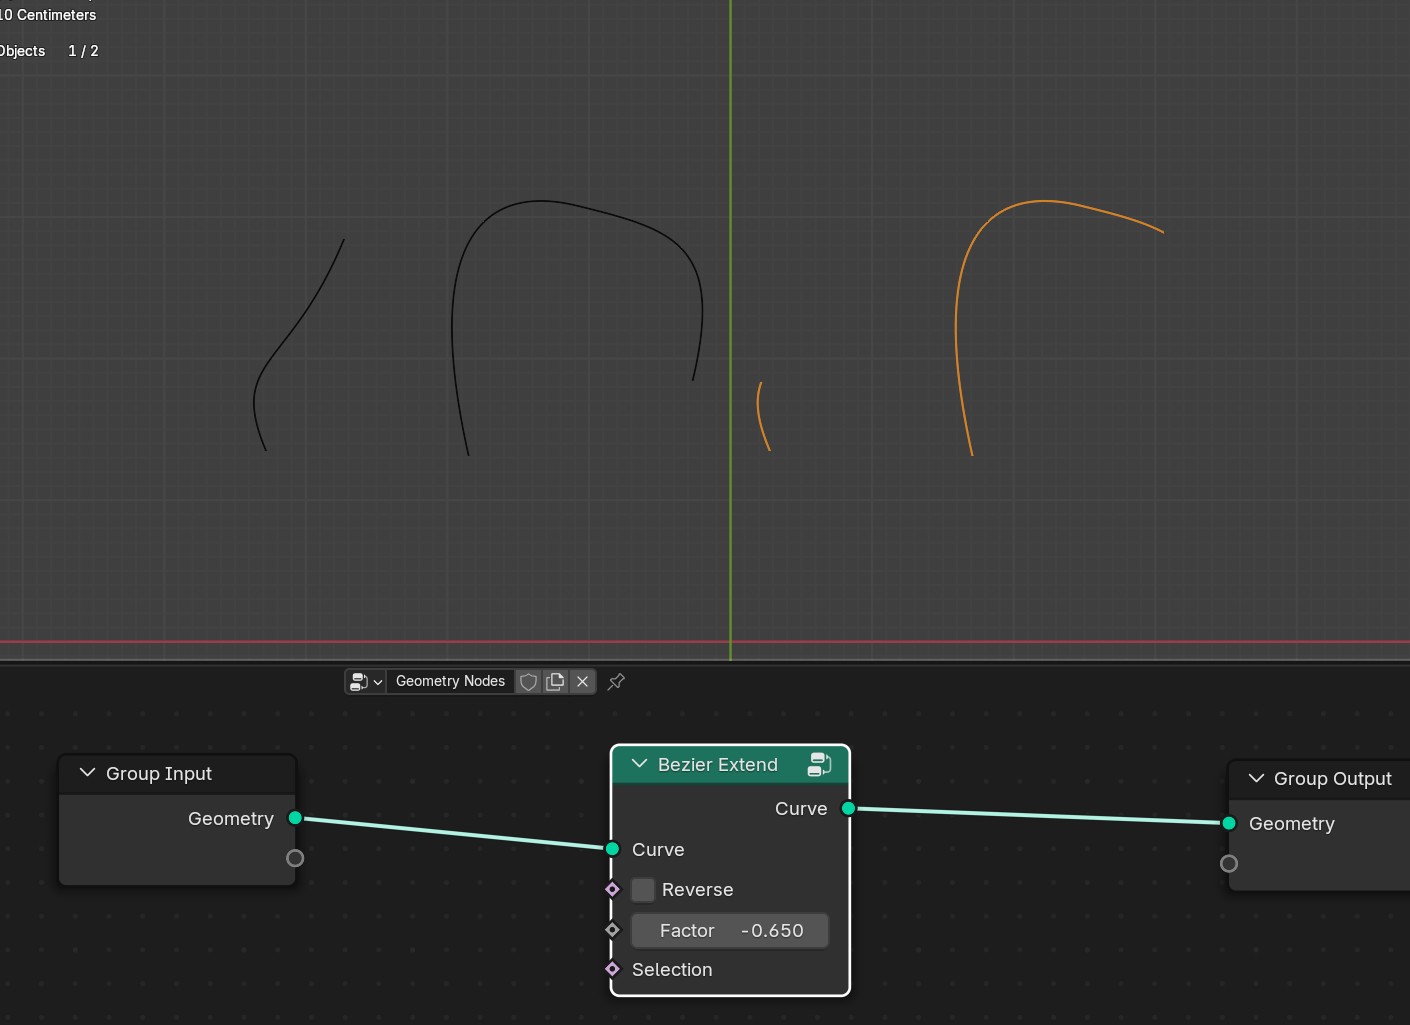 10 Centimeters
Objects 1 / 2
Geometry Nodes
Group Input
Geometry
Bezier Extend
Curve
Curve
Reverse
Factor -0.650
Selection
Group Output
Geometry